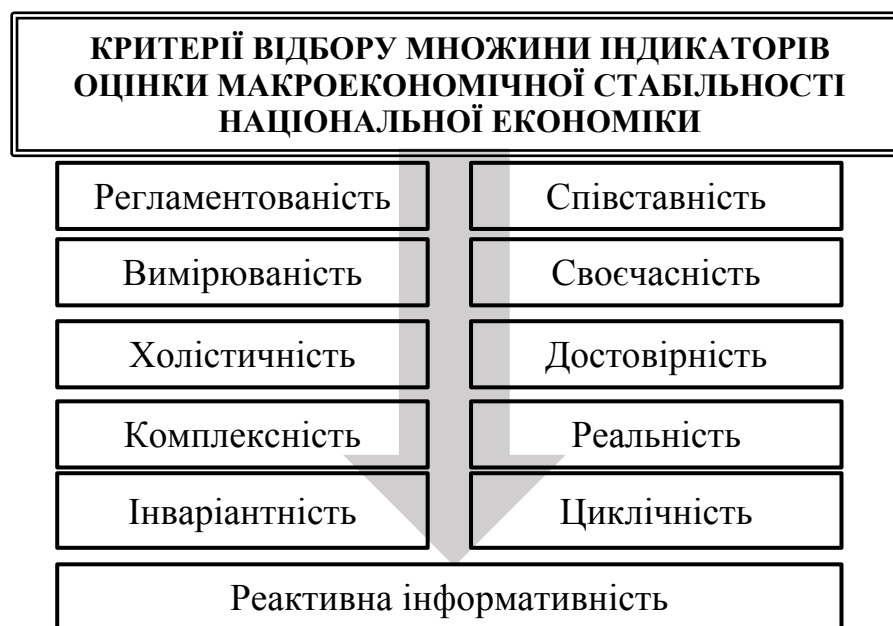 КРИТЕРІЇ ВІДБОРУ МНОЖИНИ ІНДИКАТОРІВ
ОЦІНКИ МАКРОЕКОНОМІЧНОЇ СТАБІЛЬНОСТІ
НАЦІОНАЛЬНОЇ ЕКОНОМІКИ
Регламентованість
Співставність
Вимірюваність
Своєчасність
Холістичність
Достовірність
Комплексність
Реальність
Інваріантність
Циклічність
Реактивна інформативність